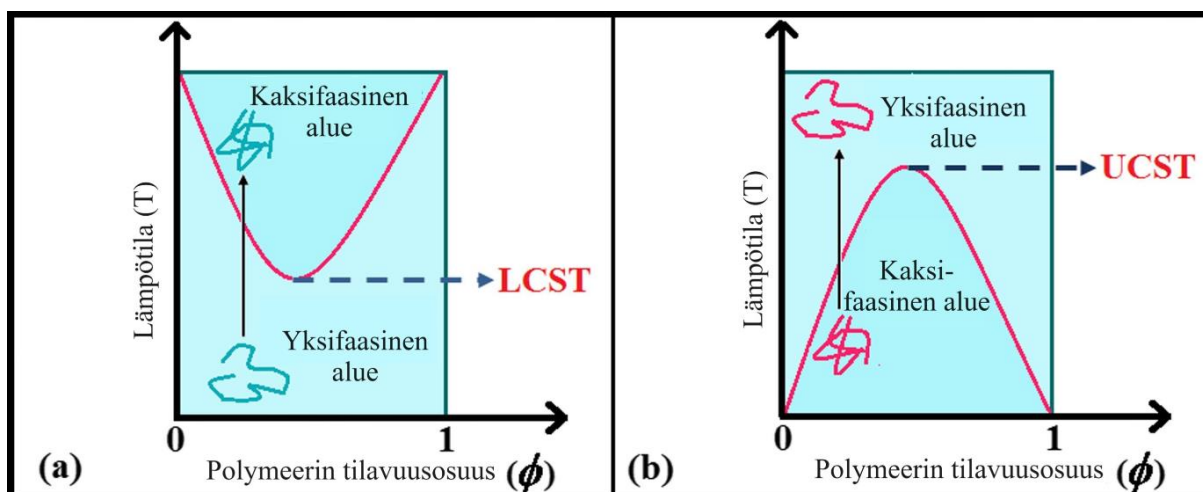 Kaksifaasinen
alue
Lämpötila (T)
LCST
Yksifaasinen
alue
0
1
(a)
Polymeerin tilavuusosuus (ϕ)
Yksifaasinen
alue
UCST
Lämpötila (T)
Kaksi-
faasinen alue
0
1
(b)
Polymeerin tilavuusosuus (ϕ)